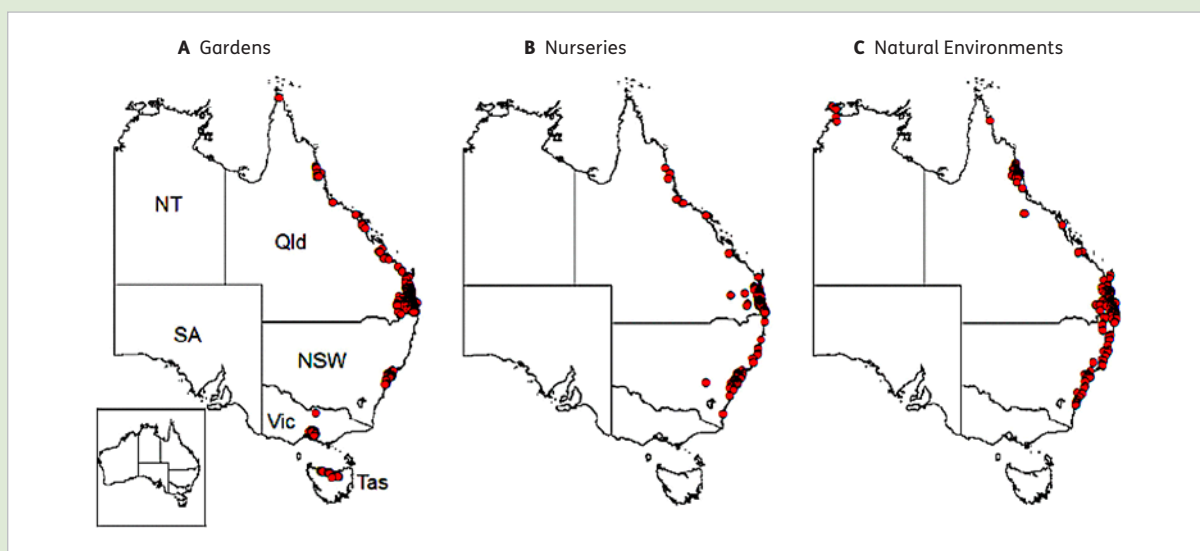 A Gardens
B Nurseries
C Natural Environments
NT
Qld
SA
NSW
Vic
Tas